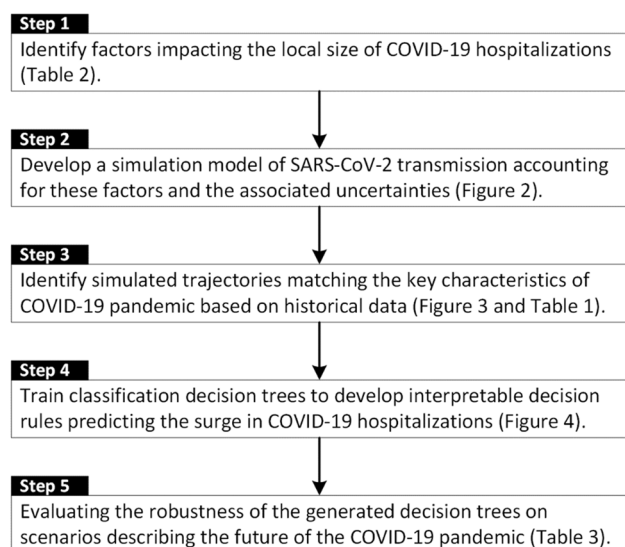 Step 1
Identify factors impacting the local size of COVID-19 hospitalizations
(Table 2).
Step 2
Develop a simulation model of SARS-CoV-2 transmission accounting
for these factors and the associated uncertainties (Figure 2).
Step 3
Identify simulated trajectories matching the key characteristics of
COVID-19 pandemic based on historical data (Figure 3 and Table 1).
Step 4
Train classification decision trees to develop interpretable decision
rules predicting the surge in COVID-19 hospitalizations (Figure 4).
Step 5
Evaluating the robustness of the generated decision trees on
scenarios describing the future of the COVID-19 pandemic (Table 3).